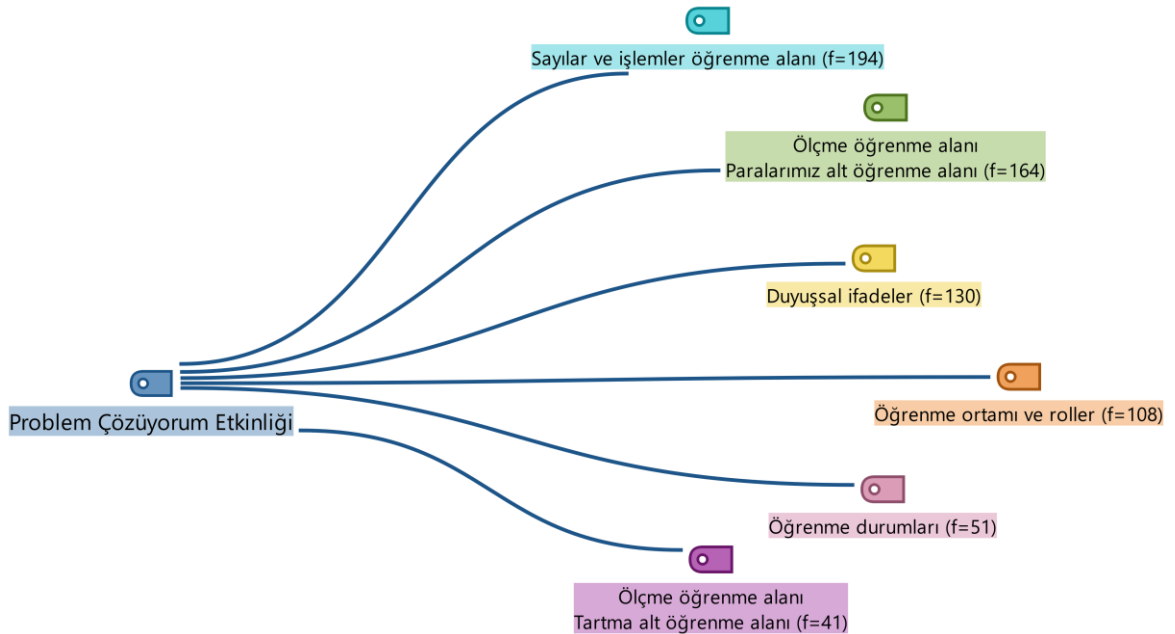 Sayılar ve işlemler öğrenme alanı (f=194)
Ölçme öğrenme alanı
Paralarımız alt öğrenme alanı (f=164)
Duyuşsal ifadeler (f=130)
Öğrenme ortamı ve roller (f=108)
Problem Çözüyorum Etkinliği
Öğrenme durumları (f=51)
Ölçme öğrenme alanı
Tartma alt öğrenme alanı (f=41)